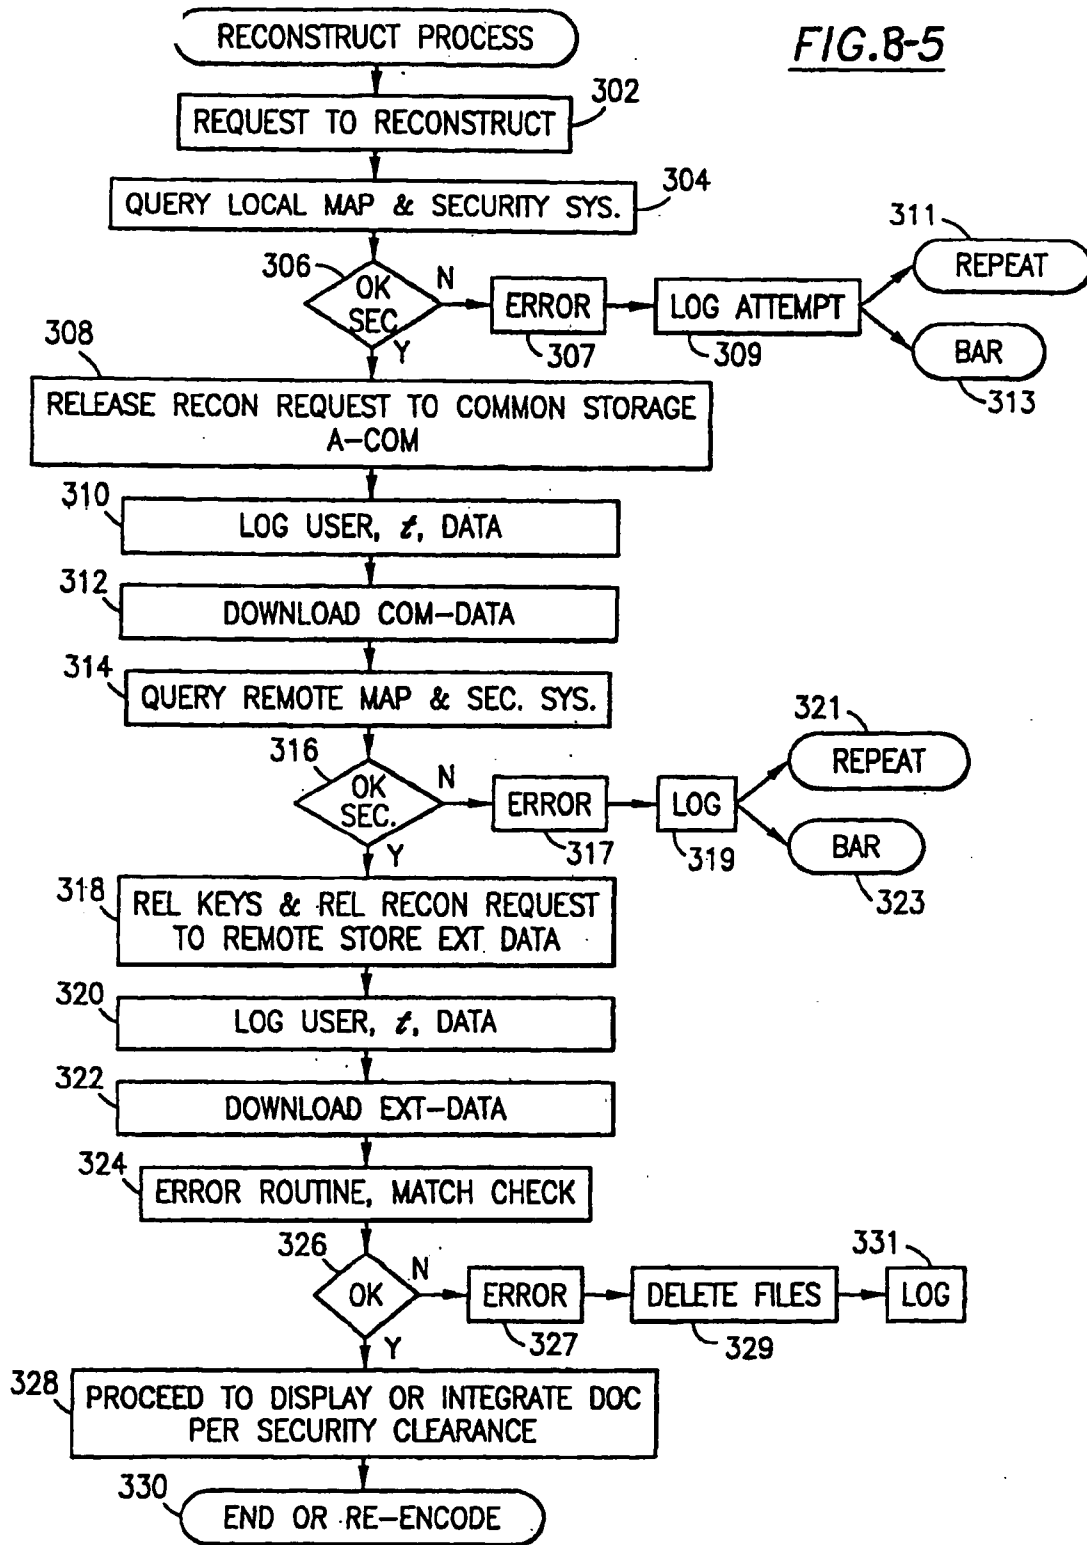 RECONSTRUCT PROCESS
FIG.B-5
302
REQUEST TO RECONSTRUCT
304
QUERY LOCAL MAP & SECURITY SYS.
306
OK
SEC
N
Y
ERROR
307
LOG ATTEMPT
309
311
REPEAT
BAR
313
308
RELEASE RECON REQUEST TO COMMON STORAGE
A-COM
310
LOG USER, t, DATA
312
DOWNLOAD COM-DATA
314
QUERY REMOTE MAP & SEC. SYS.
316
OK
SEC.
N
Y
ERROR
317
LOG
319
321
REPEAT
BAR
323
318
REL KEYS & REL RECON REQUEST
TO REMOTE STORE EXT DATA
320
LOG USER, t, DATA
322
DOWNLOAD EXT-DATA
324
ERROR ROUTINE, MATCH CHECK
326
OK
N
Y
ERROR
327
DELETE FILES
329
331
LOG
328
PROCEED TO DISPLAY OR INTEGRATE DOC
PER SECURITY CLEARANCE
330
END OR RE-ENCODE